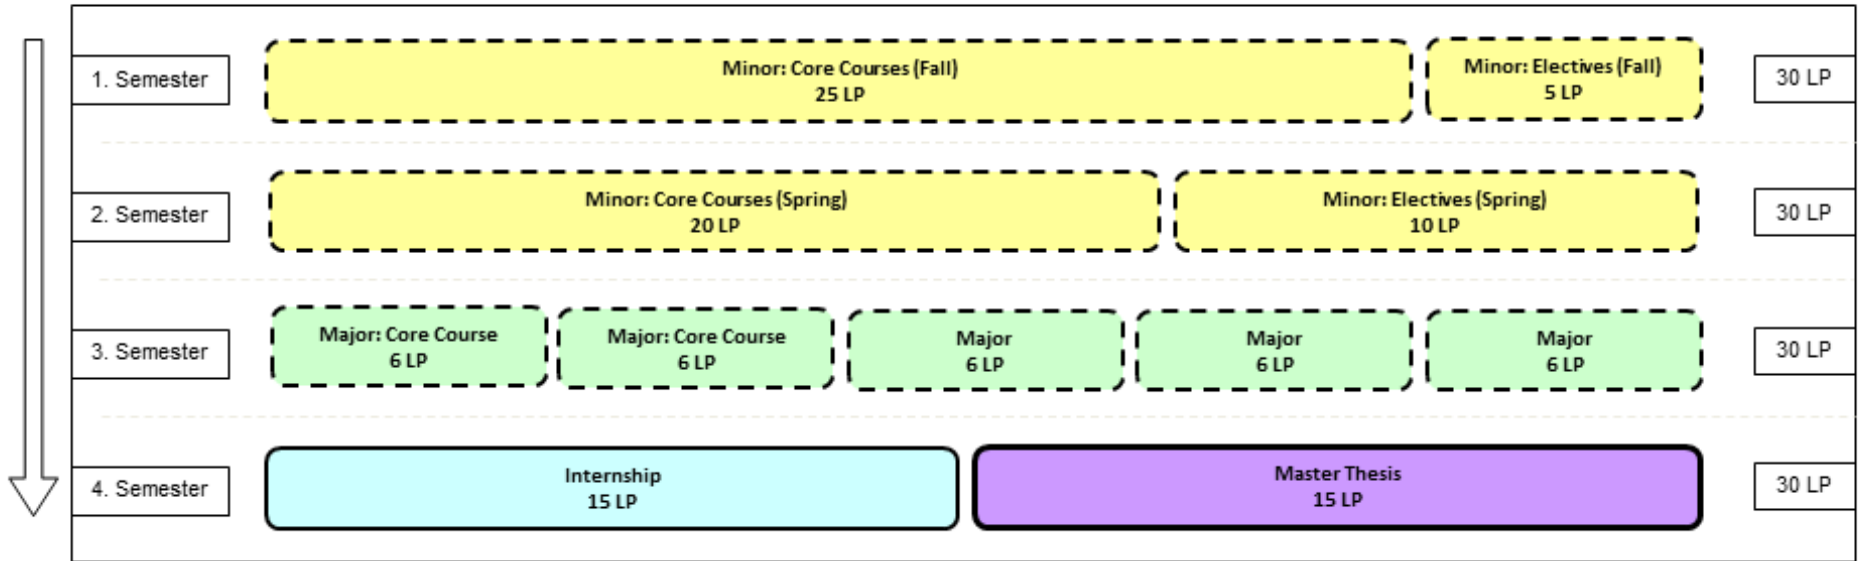 1. Semester
Minor: Core Courses (Fall)
25 LP
Minor: Electives (Fall)
5 LP
30 LP
2. Semester
Minor: Core Courses (Spring)
20 LP
Minor: Electives (Spring)
10 LP
30 LP
3. Semester
Major: Core Course
6 LP
Major: Core Course
6 LP
Major
6 LP
Major
6 LP
Major
6 LP
30 LP
4. Semester
Internship
15 LP
Master Thesis
15 LP
30 LP